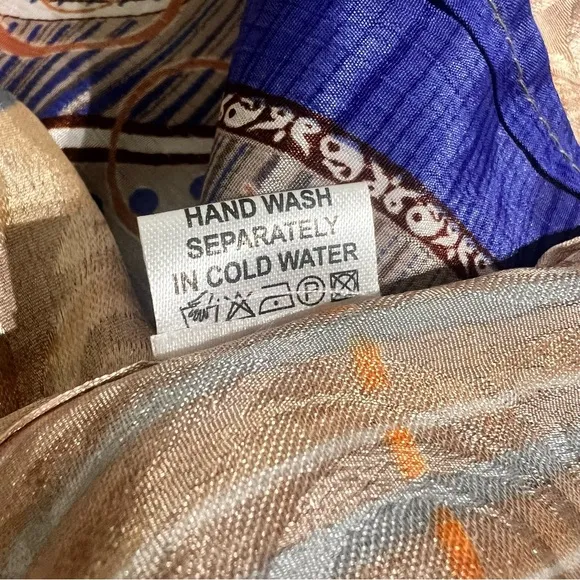 HAND WASH
SEPARATELY
IN COLD WATER
P